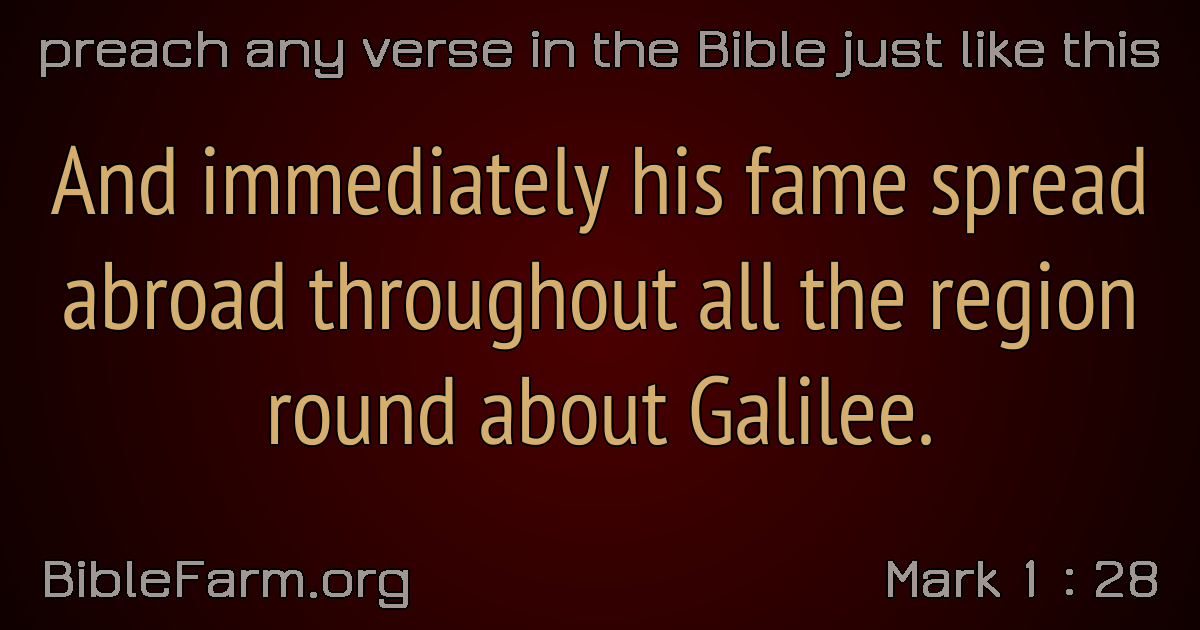 preach any verse in the Bible just like this
And immediately his fame spread
abroad throughout all the region
round about Galilee.
BibleFarm.org
Mark 1 : 28